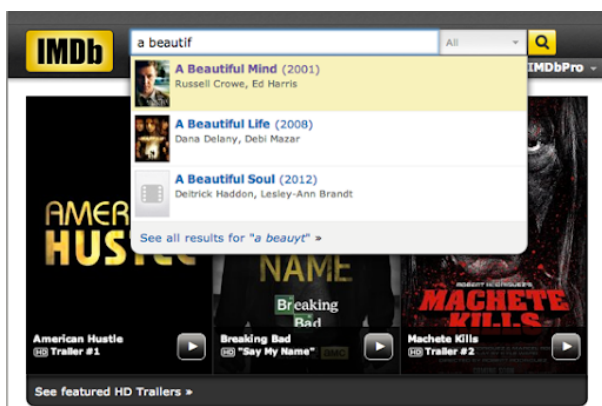 IMDb
a beautif
All
IMDbPro
A Beautiful Mind (2001)
Russell Crowe, Ed Harris
A Beautiful Life (2008)
Dana Delany, Debi Mazar
A Beautiful Soul (2012)
Deitrick Haddon, Lesley-Ann Brandt
See all results for "a beauyt" »
AMER
HUS
NAME
Breaking
Bad
amc
MACHETE
KILLS
American Hustle
HD Trailer #1
Breaking Bad
HD "Say My Name"
Machete Kills
HD Trailer #2
See featured HD Trailers »